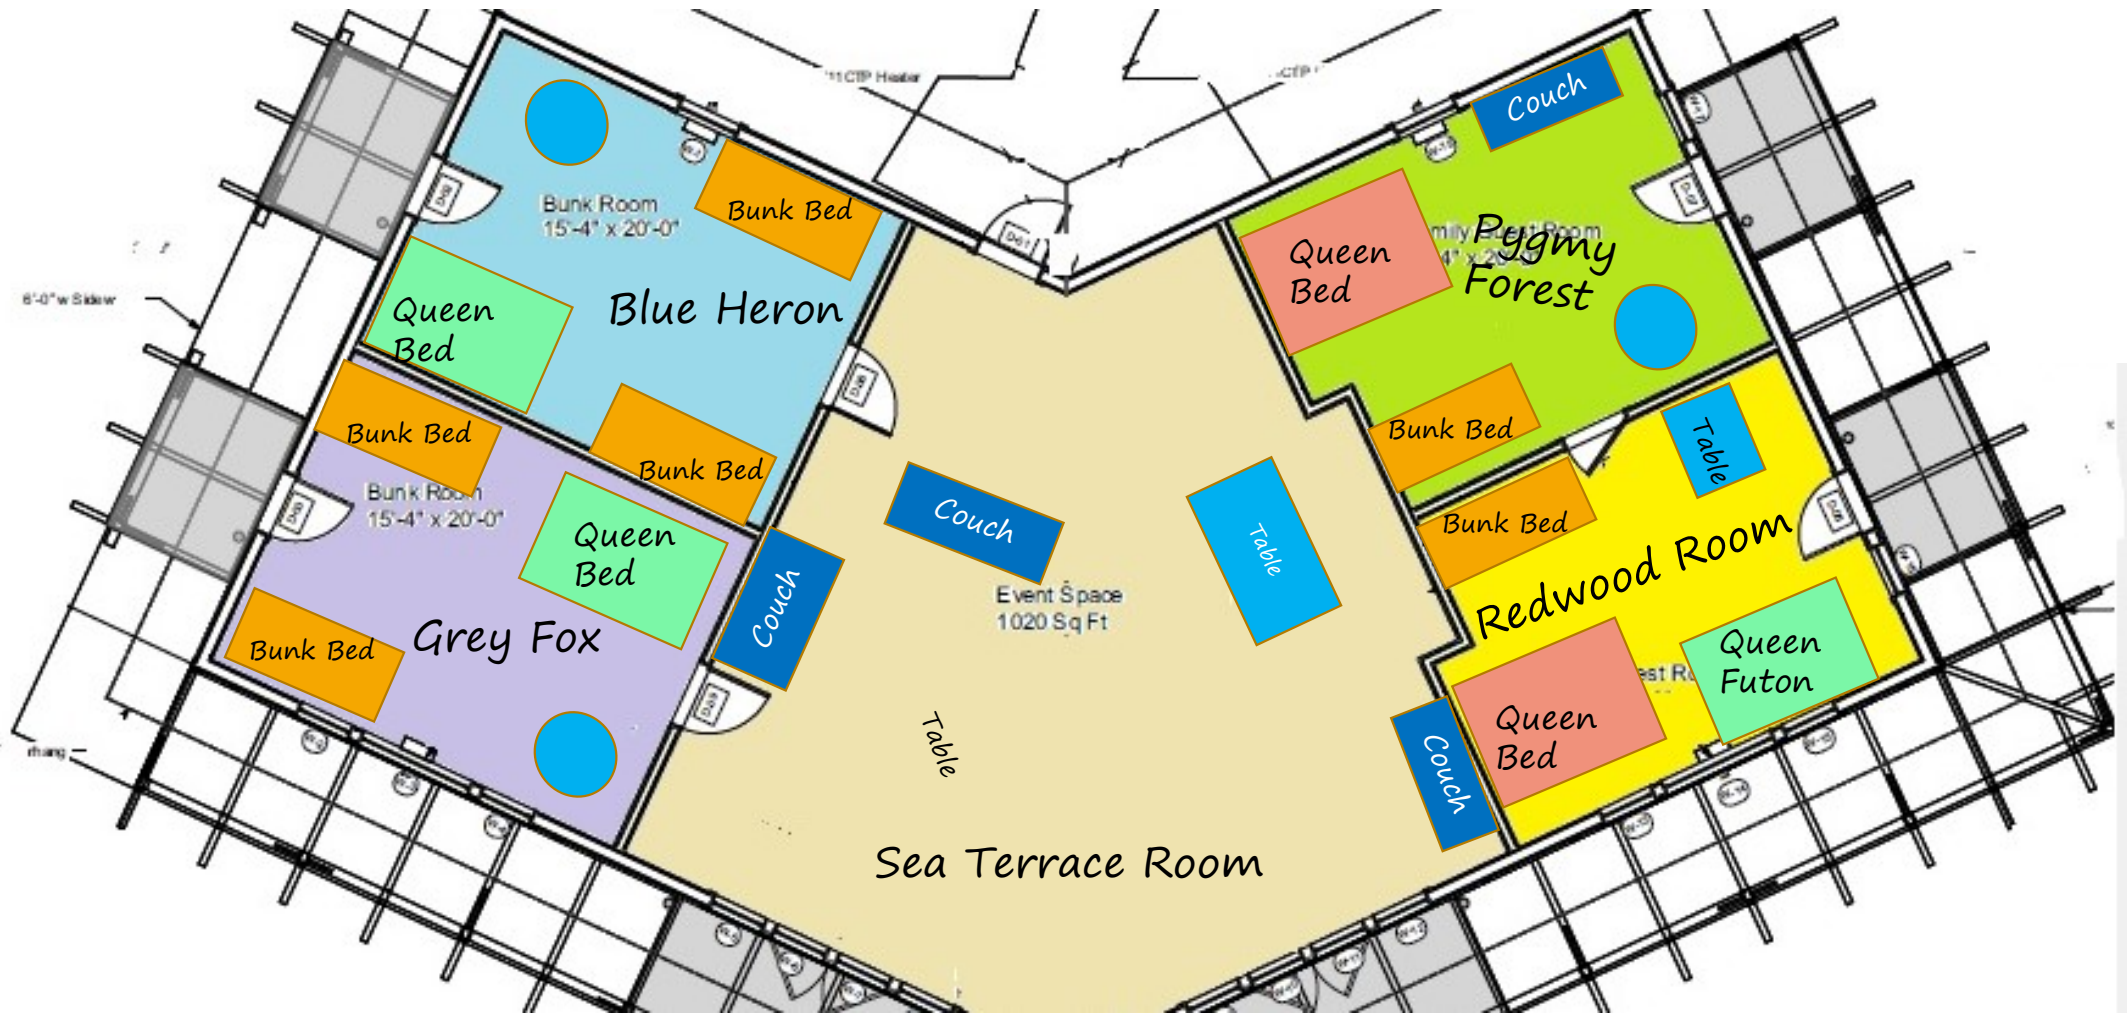 11CTP Heater
Couch
Bunk Room
15'-4" x 20'-0"
Bunk Bed
D-61
Queen
Bed
Pygmy
Forest
6'-0"w
Queen
Bed
Blue Heron
Bunk Bed
Bunk Bed
Bunk Bed
Table
Bunk Room
15'-4" x 20'-0"
Bunk Bed
Queen
Bed
Couch
Table
Redwood Room
Couch
Event Space
1020 Sq Ft
Grey Fox
Bunk Bed
Queen
Futon
Queen
Bed
Table
Couch
Sea Terrace Room